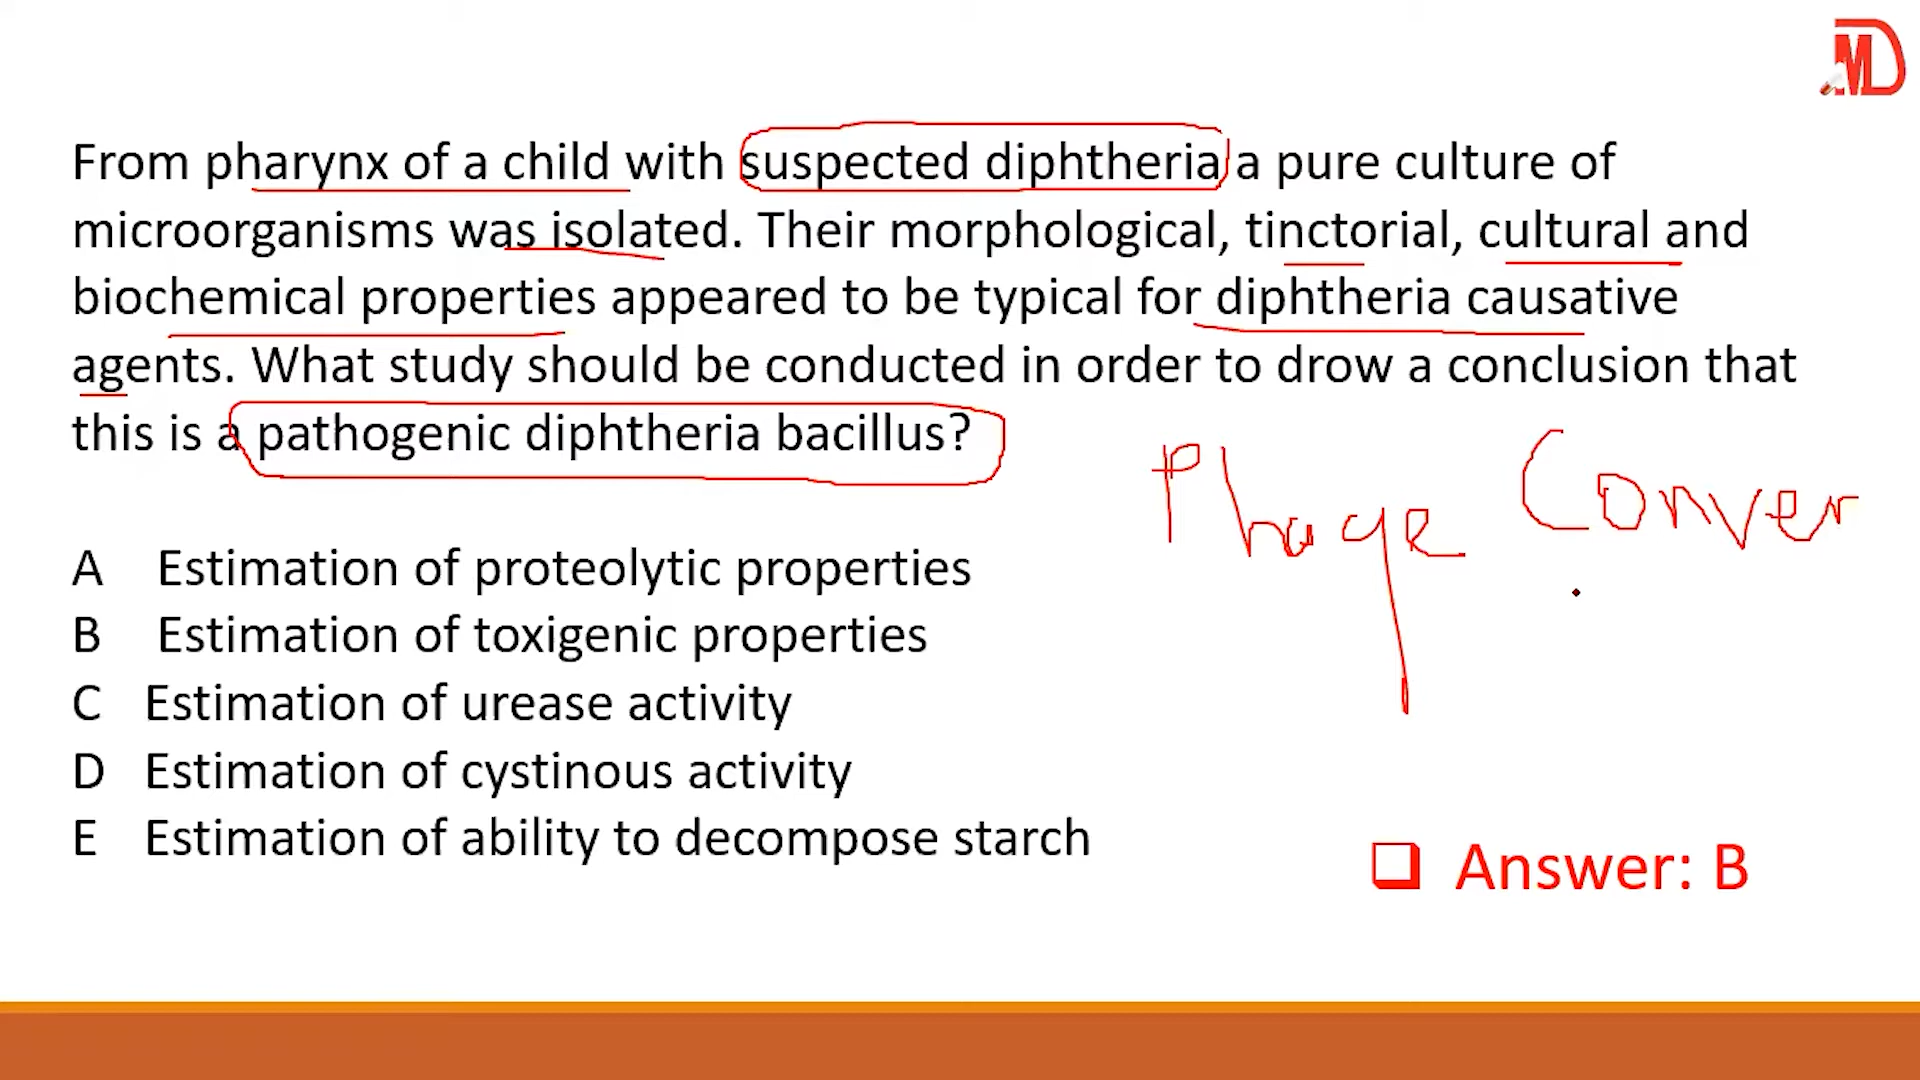 MD
From pharynx of a child with suspected diphtheria a pure culture of
microorganisms was isolated. Their morphological, tinctorial, cultural and
biochemical properties appeared to be typical for diphtheria causative
agents. What study should be conducted in order to drow a conclusion that
this is a pathogenic diphtheria bacillus?
Phage Conver
A Estimation of proteolytic properties
B Estimation of toxigenic properties
C Estimation of urease activity
D Estimation of cystinous activity
E Estimation of ability to decompose starch
❑ Answer: B